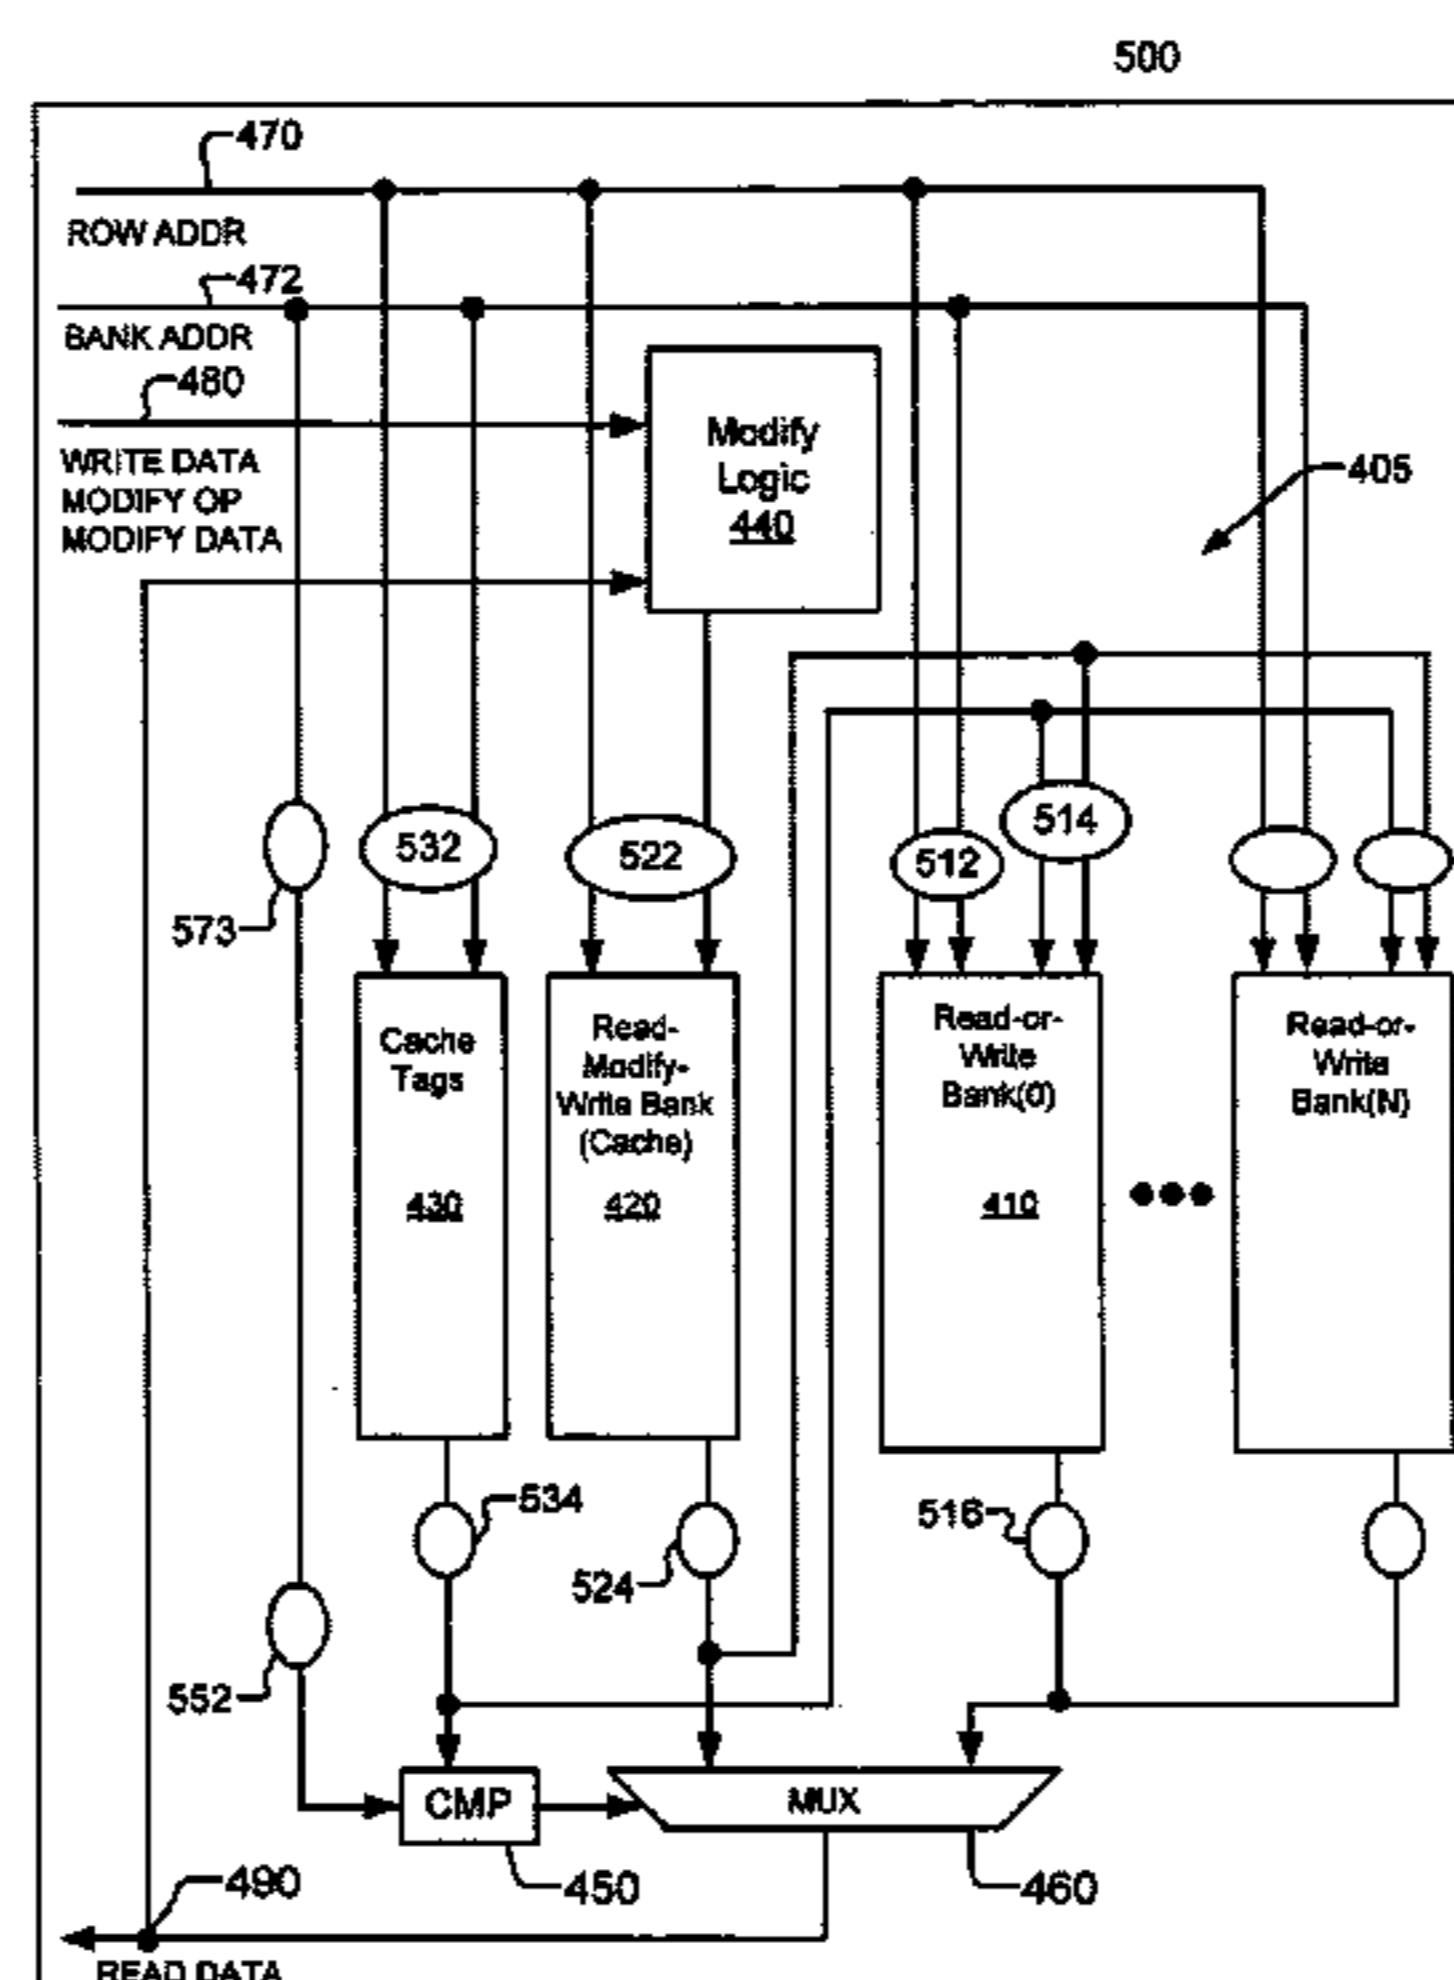 500
470
ROW ADDR
472
BANK ADDR
480
WRITE DATA
MODIFY OP
MODIFY DATA
Modify
Logic
440
405
532
522
512
514
573
Cache
Tags
430
Read-
Modify-
Write Bank
(Cache)
420
Read-or-
Write
Bank(0)
410
Read-or-
Write
Bank(N)
534
524
516
552
CMP
MUX
450
460
490
READ DATA